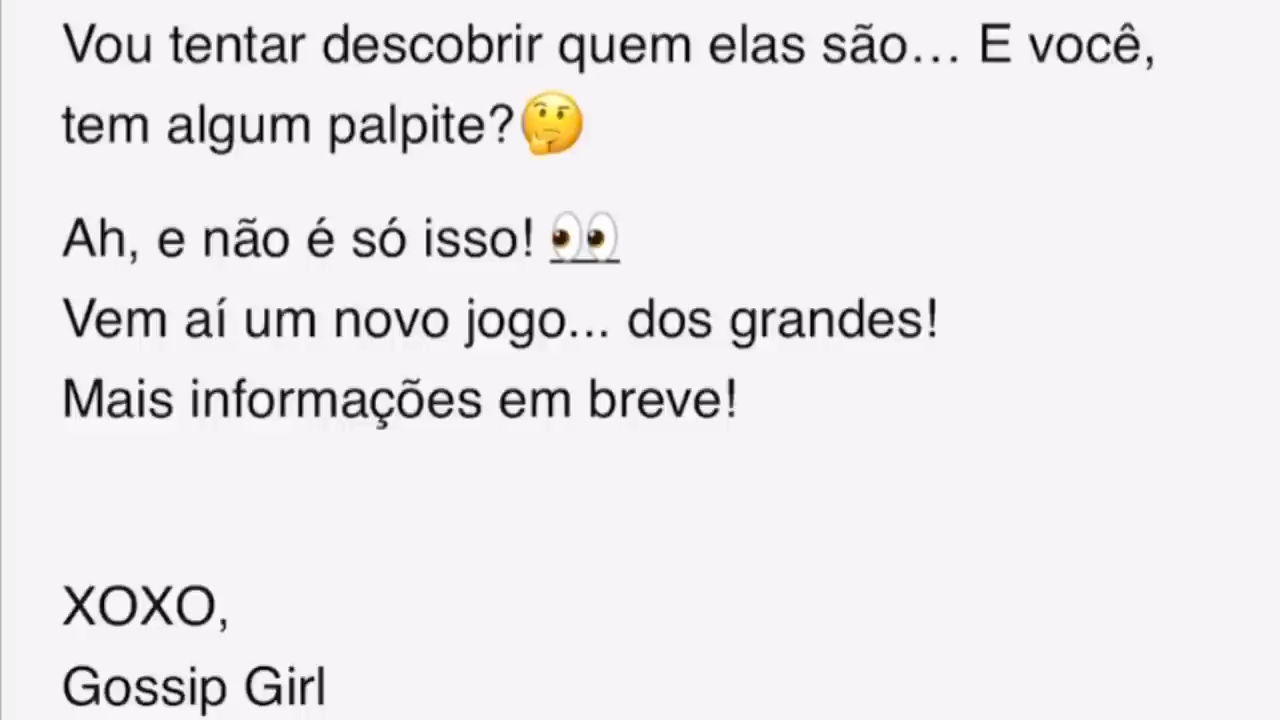 Vou tentar descobrir quem elas são… E você,
tem algum palpite?🤔
Ah, e não é só isso! 👀
Vem aí um novo jogo... dos grandes!
Mais informações em breve!
XOXO,
Gossip Girl